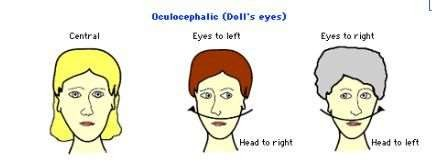 Oculocephalic (Doll's eyes)
Central
Eyes to left
Eyes to right
Head to right
Head to left